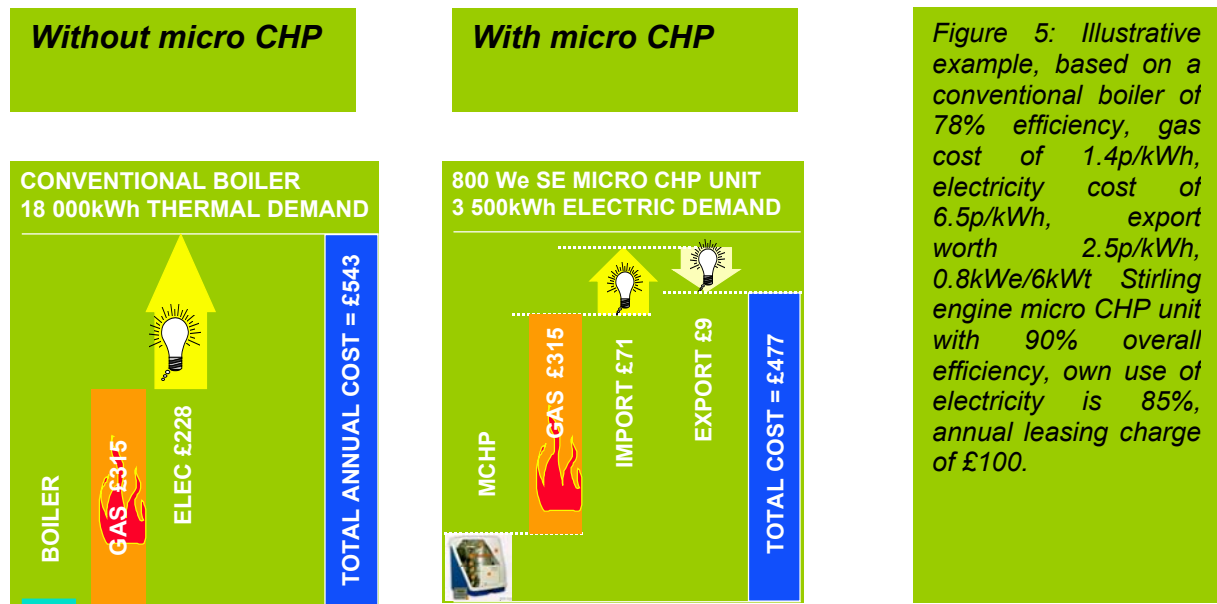 Without micro CHP
With micro CHP
CONVENTIONAL BOILER
18 000kWh THERMAL DEMAND
BOILER
GAS £315
ELEC £228
TOTAL ANNUAL COST = £543
800 We SE MICRO CHP UNIT
3 500kWh ELECTRIC DEMAND
MCHP
GAS £315
IMPORT £71
EXPORT £9
TOTAL COST = £477
Figure 5: Illustrative
example, based on a
conventional boiler of
78% efficiency, gas
cost of 1.4p/kWh,
electricity cost of
6.5p/kWh, export
worth 2.5p/kWh,
0.8kWe/6kWt Stirling
engine micro CHP unit
with 90% overall
efficiency, own use of
electricity is 85%,
annual leasing charge
of £100.